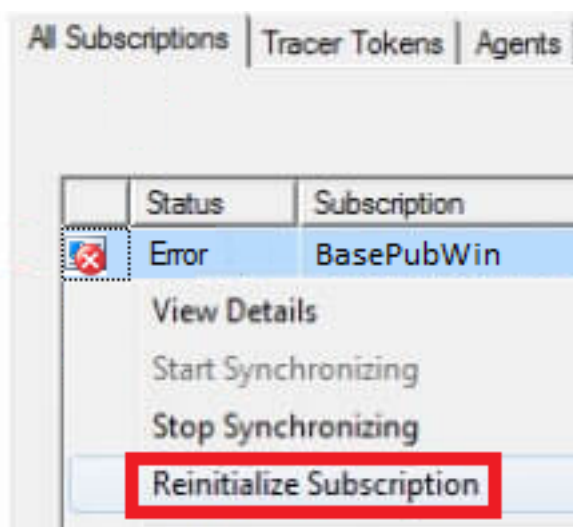 All Subscriptions Tracer Tokens Agents
Status Subscription
Error BasePubWin
View Details
Start Synchronizing
Stop Synchronizing
Reinitialize Subscription